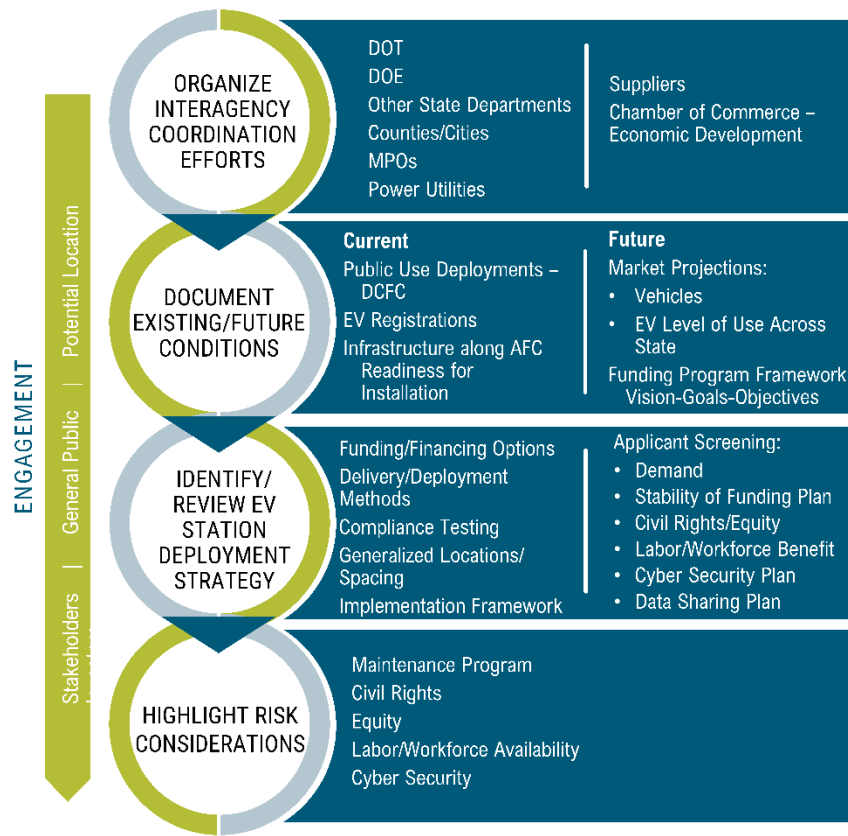 ENGAGEMENT
Stakeholders | General Public | Potential Location
ORGANIZE
INTERAGENCY
COORDINATION
EFFORTS
DOT
DOE
Other State Departments
Counties/Cities
MPOs
Power Utilities
Suppliers
Chamber of Commerce –
Economic Development
DOCUMENT
EXISTING/FUTURE
CONDITIONS
Current
Public Use Deployments –
DCFC
EV Registrations
Infrastructure along AFC
Readiness for
Installation
Future
Market Projections:
• Vehicles
• EV Level of Use Across
State
Funding Program Framework
Vision-Goals-Objectives
IDENTIFY/
REVIEW EV
STATION
DEPLOYMENT
STRATEGY
Funding/Financing Options
Delivery/Deployment
Methods
Compliance Testing
Generalized Locations/
Spacing
Implementation Framework
Applicant Screening:
• Demand
• Stability of Funding Plan
• Civil Rights/Equity
• Labor/Workforce Benefit
• Cyber Security Plan
• Data Sharing Plan
HIGHLIGHT RISK
CONSIDERATIONS
Maintenance Program
Civil Rights
Equity
Labor/Workforce Availability
Cyber Security